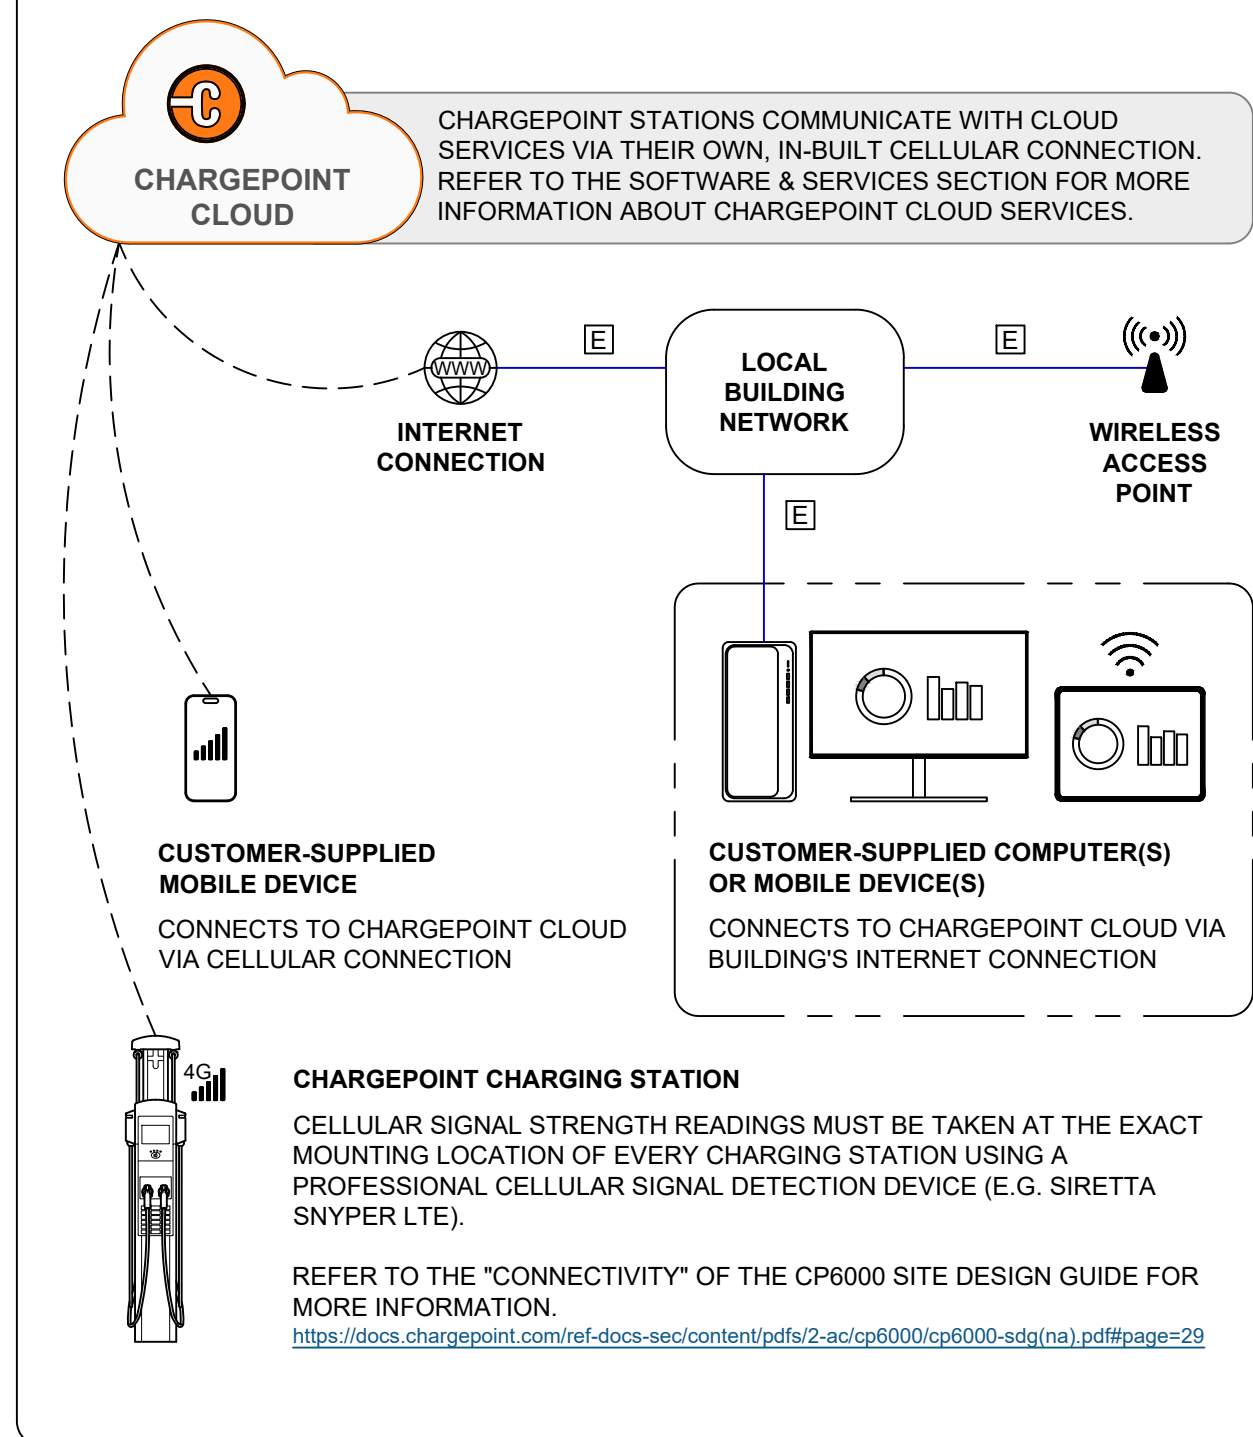 CHARGEPOINT
CLOUD
CHARGEPOINT STATIONS COMMUNICATE WITH CLOUD
SERVICES VIA THEIR OWN, IN-BUILT CELLULAR CONNECTION.
REFER TO THE SOFTWARE & SERVICES SECTION FOR MORE
INFORMATION ABOUT CHARGEPOINT CLOUD SERVICES.
WWW
INTERNET
CONNECTION
E
LOCAL
BUILDING
NETWORK
E
WIRELESS
ACCESS
POINT
E
CUSTOMER-SUPPLIED
MOBILE DEVICE
CONNECTS TO CHARGEPOINT CLOUD
VIA CELLULAR CONNECTION
CUSTOMER-SUPPLIED COMPUTER(S)
OR MOBILE DEVICE(S)
CONNECTS TO CHARGEPOINT CLOUD VIA
BUILDING'S INTERNET CONNECTION
4G
CHARGEPOINT CHARGING STATION
CELLULAR SIGNAL STRENGTH READINGS MUST BE TAKEN AT THE EXACT
MOUNTING LOCATION OF EVERY CHARGING STATION USING A
PROFESSIONAL CELLULAR SIGNAL DETECTION DEVICE (E.G. SIRETTA
SNYPER LTE).
REFER TO THE "CONNECTIVITY" OF THE CP6000 SITE DESIGN GUIDE FOR
MORE INFORMATION.
https://docs.chargepoint.com/ref-docs-sec/content/pdfs/2-ac/cp6000/cp6000-sdg(na).pdf#page=29